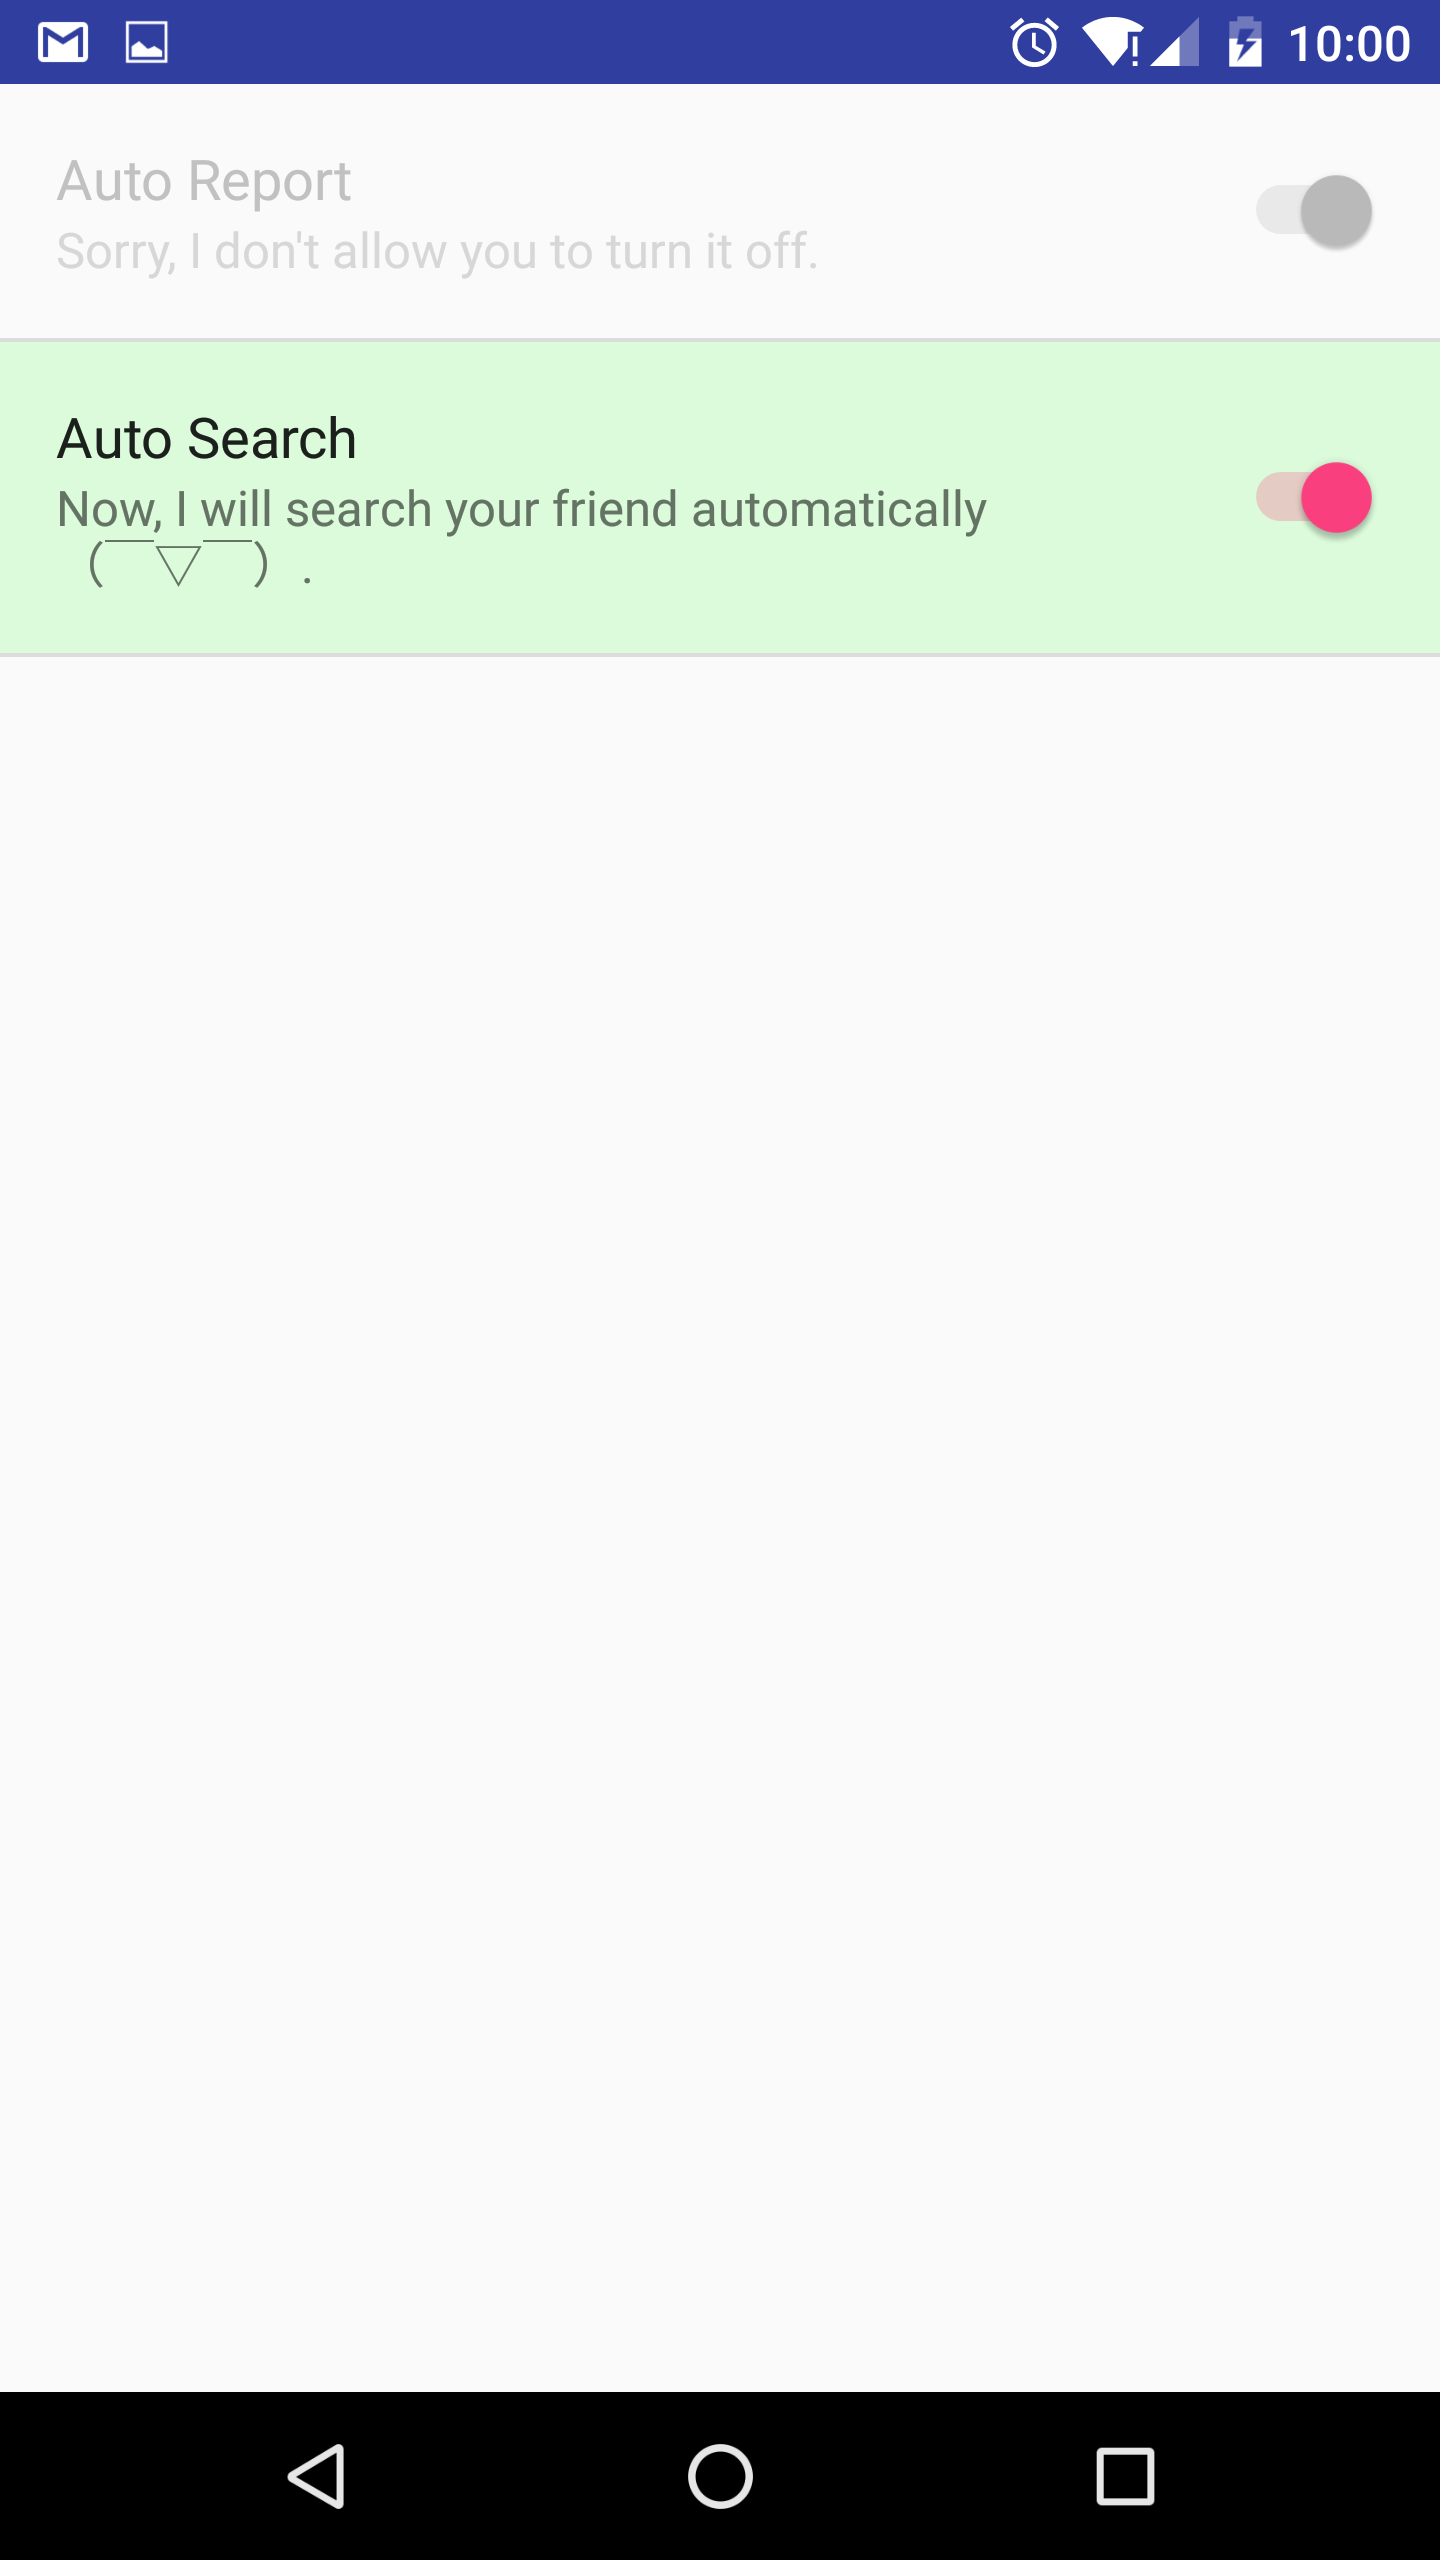 10:00
Auto Report
Sorry, I don't allow you to turn it off.
Auto Search
Now, I will search your friend automatically
（￣▽￣）.